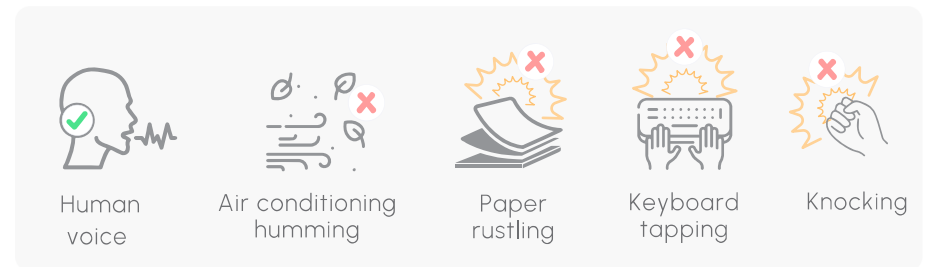 Human
voice
Air conditioning
humming
Paper
rustling
Keyboard
tapping
Knocking